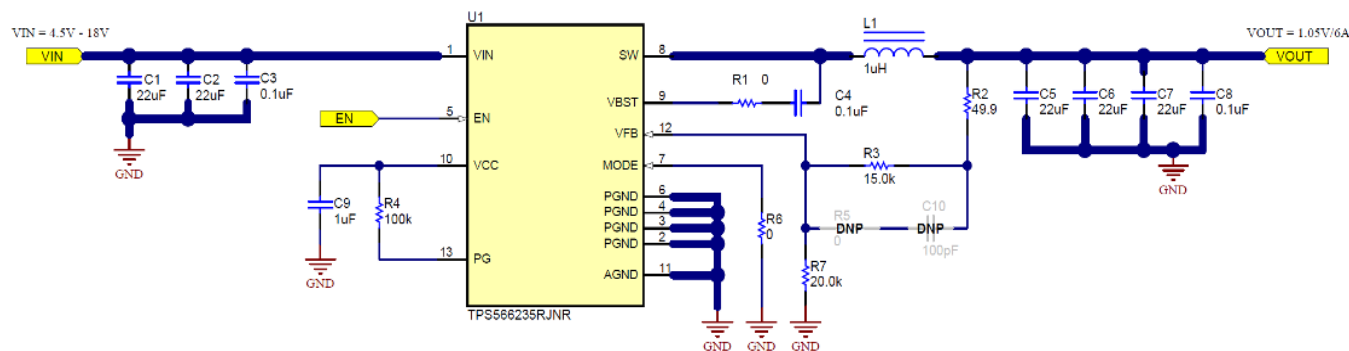 U1
VIN = 4.5V - 18V
L1
VOUT = 1.05V/6A
VIN
1
VIN
SW
8
VOUT
1uH
C1
22uF
C2
22uF
C3
0.1uF
R1 0
C4
0.1uF
R2
49.9
C5
22uF
C6
22uF
C7
22uF
C8
0.1uF
VBST
9
EN
5
EN
VFB
12
GND
10
VCC
MODE
7
R3
15.0k
GND
C9
1uF
R4
100k
PGND
6
PGND
4
PGND
3
PGND
2
R6
0
R5
DNP
0
C10
DNP
100pF
13
PG
AGND
11
R7
20.0k
GND
TPS566235RJNR
GND
GND
GND